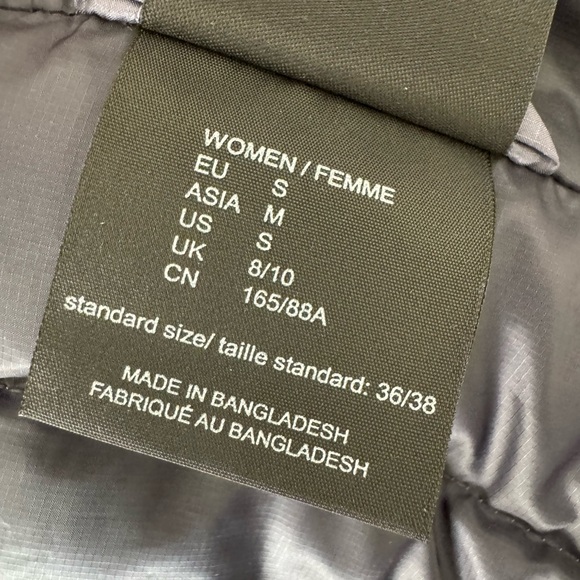 WOMEN / FEMME
EU S
ASIA M
US S
UK 8/10
CN 165/88A
standard size/ taille standard: 36/38
MADE IN BANGLADESH
FABRIQUÉ AU BANGLADESH